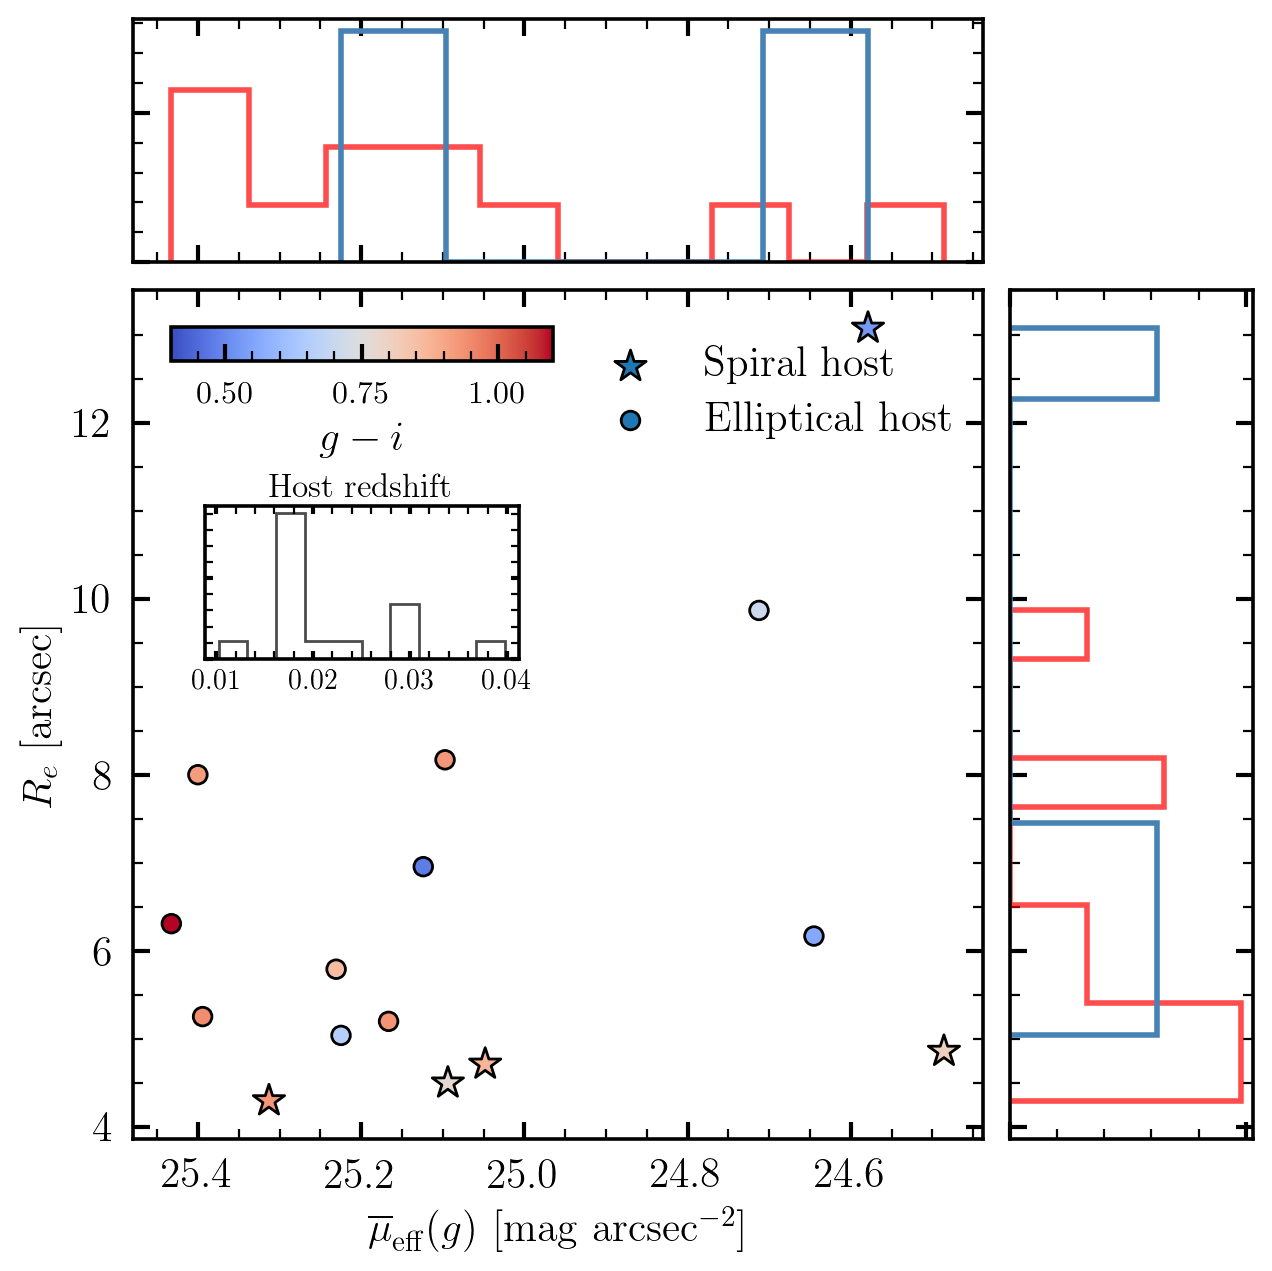 0.50 0.75 1.00
g − i
Spiral host
Elliptical host
Host redshift
0.01 0.02 0.03 0.04
12
10
8
6
4
R_e [arcsec]
25.4 25.2 25.0 24.8 24.6
μ̅_eff(g) [mag arcsec⁻²]